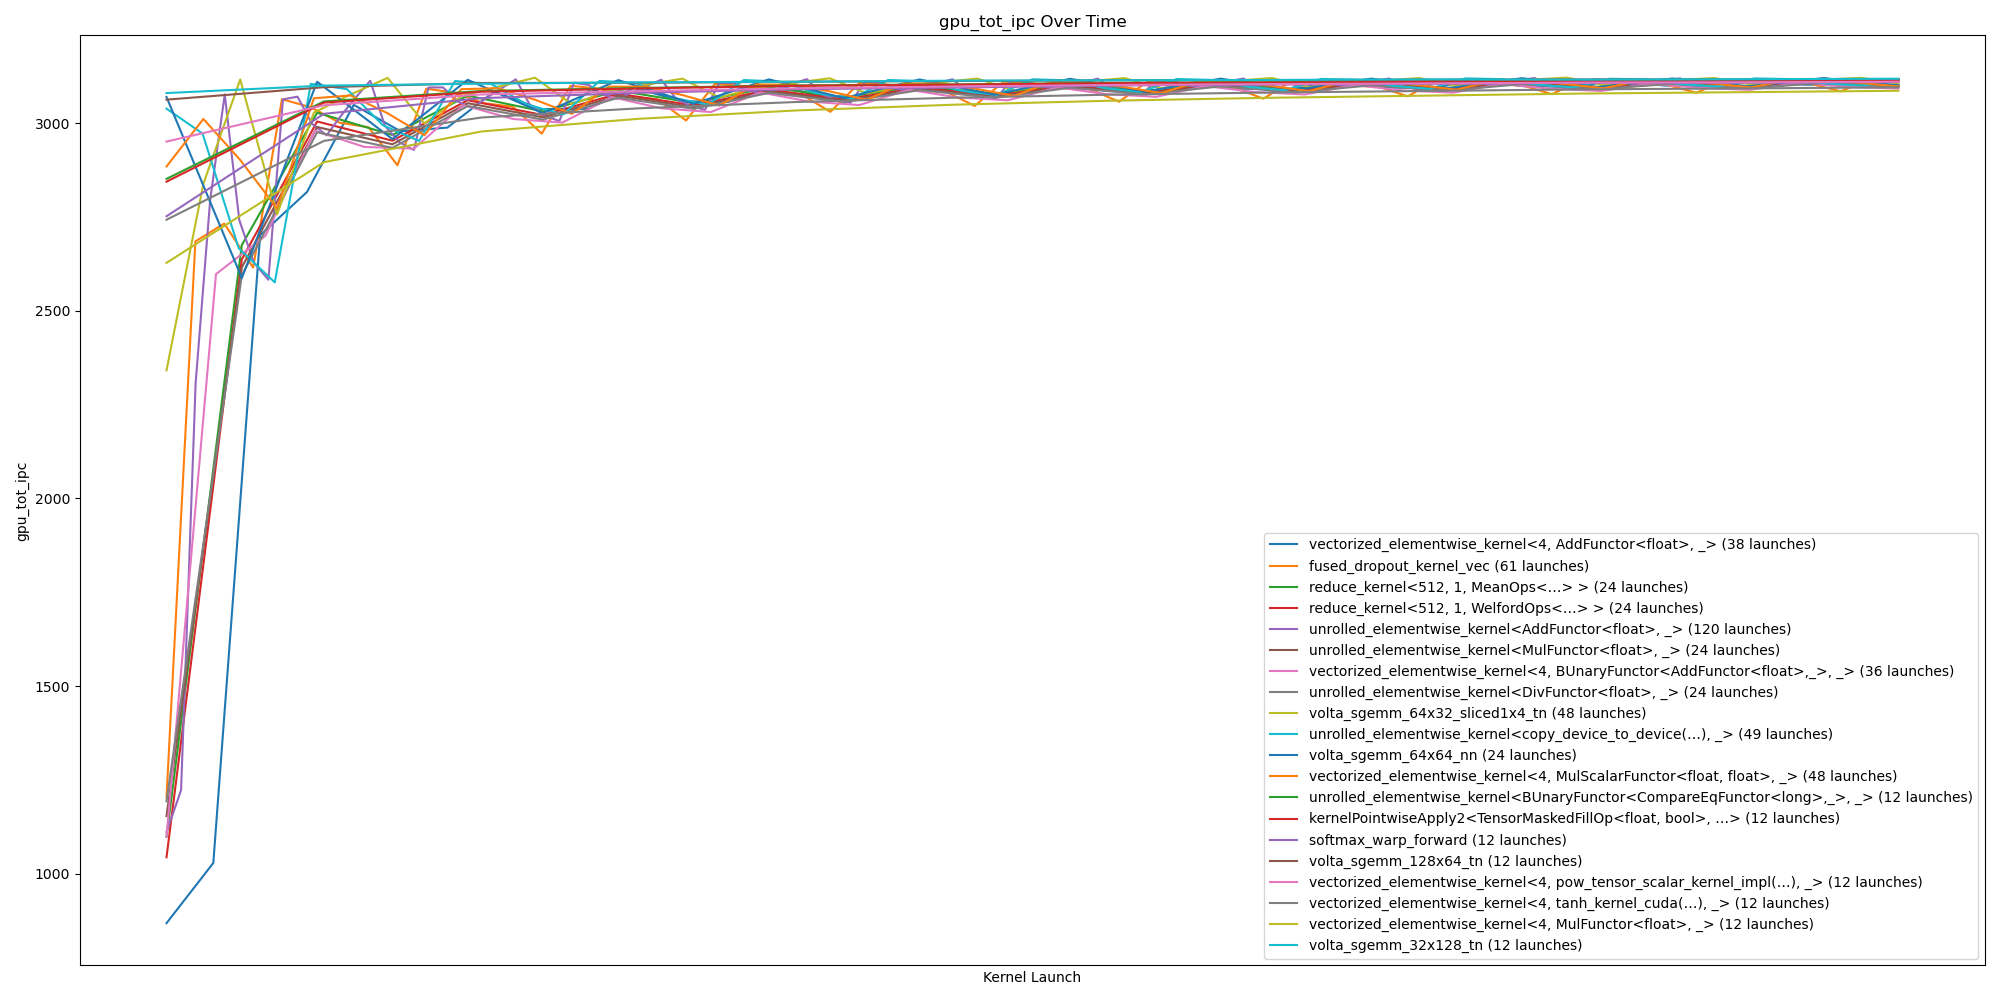 gpu_tot_ipc Over Time
gpu_tot_ipc
3000
2500
2000
1500
1000
vectorized_elementwise_kernel<4, AddFunctor<float>, _> (38 launches)
fused_dropout_kernel_vec (61 launches)
reduce_kernel<512, 1, MeanOps<...> > (24 launches)
reduce_kernel<512, 1, WelfordOps<...> > (24 launches)
unrolled_elementwise_kernel<AddFunctor<float>, _> (120 launches)
unrolled_elementwise_kernel<MulFunctor<float>, _> (24 launches)
vectorized_elementwise_kernel<4, BUnaryFunctor<AddFunctor<float>,_>, _> (36 launches)
unrolled_elementwise_kernel<DivFunctor<float>, _> (24 launches)
volta_sgemm_64x32_sliced1x4_tn (48 launches)
unrolled_elementwise_kernel<copy_device_to_device(...), _> (49 launches)
volta_sgemm_64x64_nn (24 launches)
vectorized_elementwise_kernel<4, MulScalarFunctor<float, float>, _> (48 launches)
unrolled_elementwise_kernel<BUnaryFunctor<CompareEqFunctor<long>,_>, _> (12 launches)
kernelPointwiseApply2<TensorMaskedFillOp<float, bool>, ...> (12 launches)
softmax_warp_forward (12 launches)
volta_sgemm_128x64_tn (12 launches)
vectorized_elementwise_kernel<4, pow_tensor_scalar_kernel_impl(...), _> (12 launches)
vectorized_elementwise_kernel<4, tanh_kernel_cuda(...), _> (12 launches)
vectorized_elementwise_kernel<4, MulFunctor<float>, _> (12 launches)
volta_sgemm_32x128_tn (12 launches)
Kernel Launch